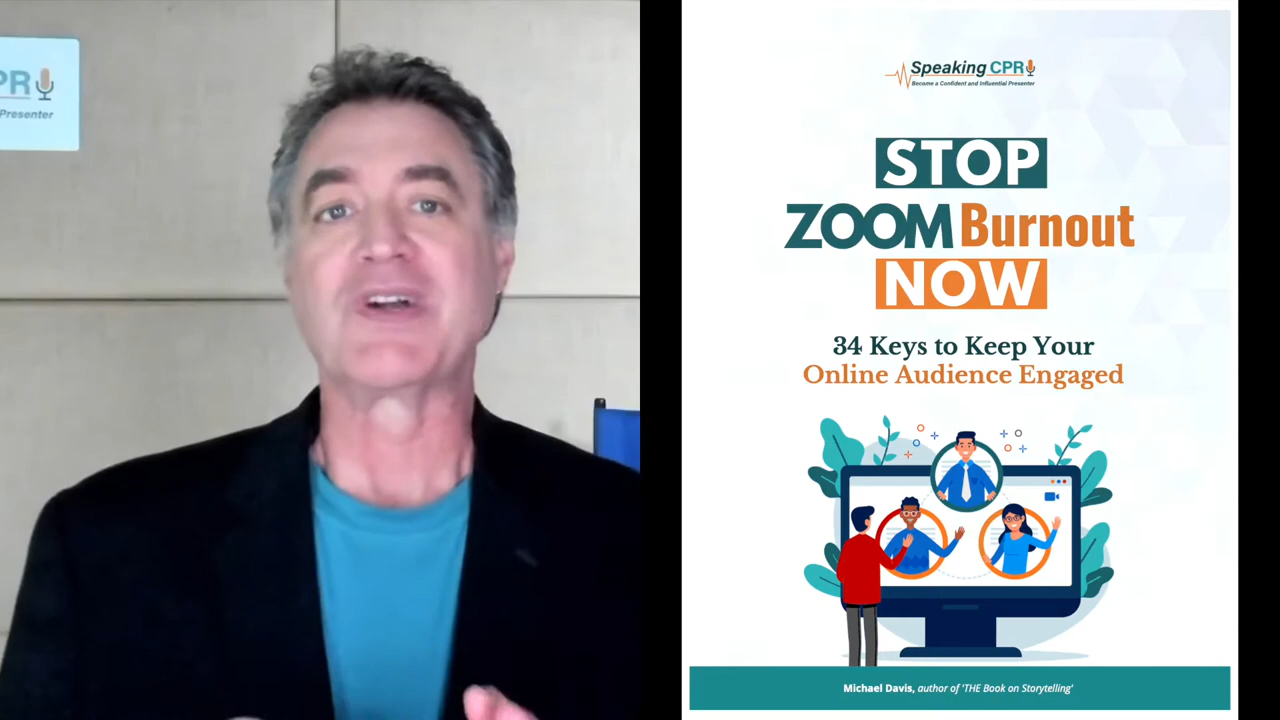 PR
Presenter
Speaking CPR
Become a Confident and Influential Presenter
STOP
ZOOM Burnout
NOW
34 Keys to Keep Your
Online Audience Engaged
Michael Davis, author of 'THE Book on Storytelling'